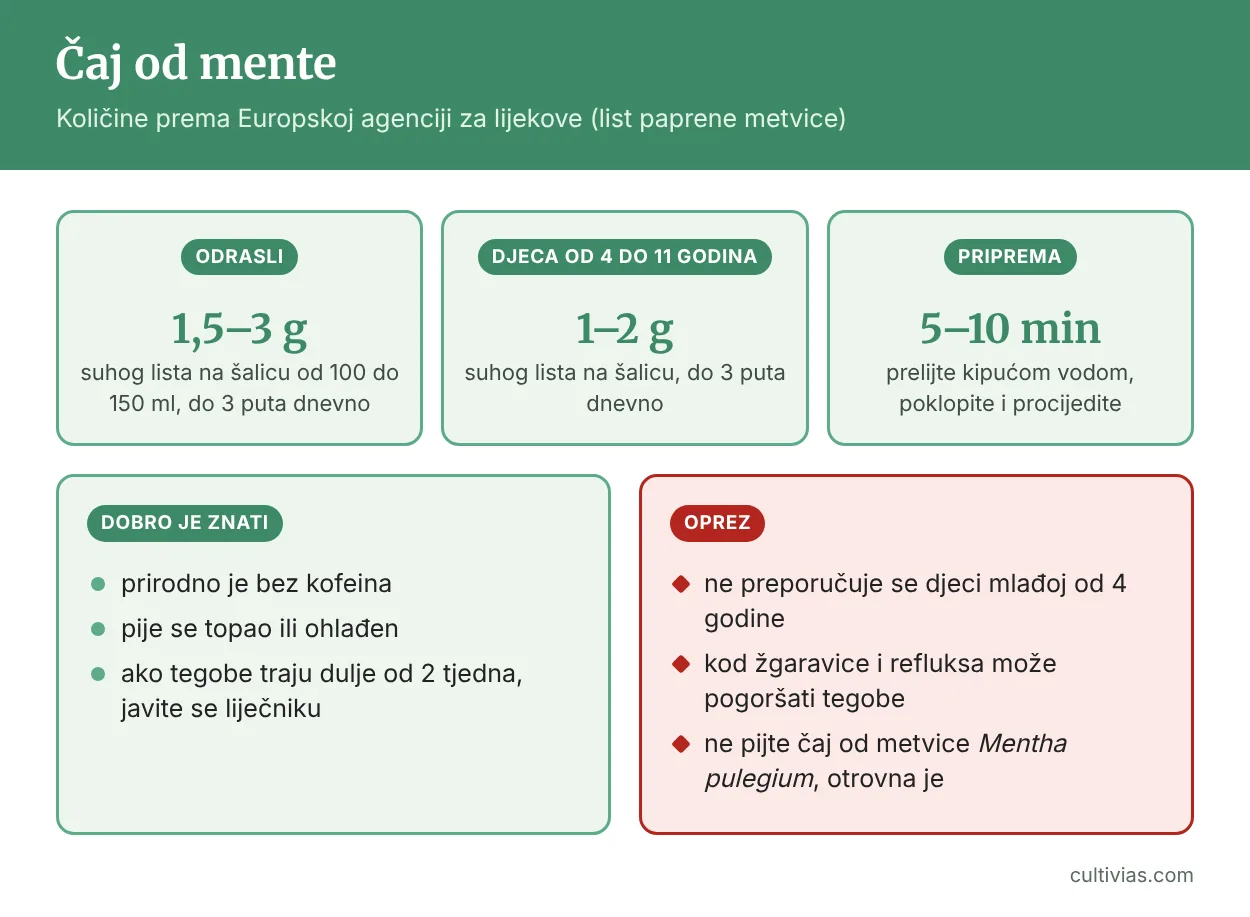 Čaj od mente
Količine prema Europskoj agenciji za lijekove (list paprene metvice)
ODRASLI
1,5–3 g
suhog lista na šalicu od 100 do
150 ml, do 3 puta dnevno
DJECA OD 4 DO 11 GODINA
1–2 g
suhog lista na šalicu, do 3 puta
dnevno
PRIPREMA
5–10 min
prelijte kipućom vodom,
poklopite i procijedite
DOBRO JE ZNATI
prirodno je bez kofeina
pije se topao ili ohlađen
ako tegobe traju dulje od 2 tjedna,
javite se liječniku
OPREZ
ne preporučuje se djeci mlađoj od 4
godine
kod žgaravice i refluksa može
pogoršati tegobe
ne pijte čaj od metvice Mentha
pulegium, otrovna je
cultivias.com